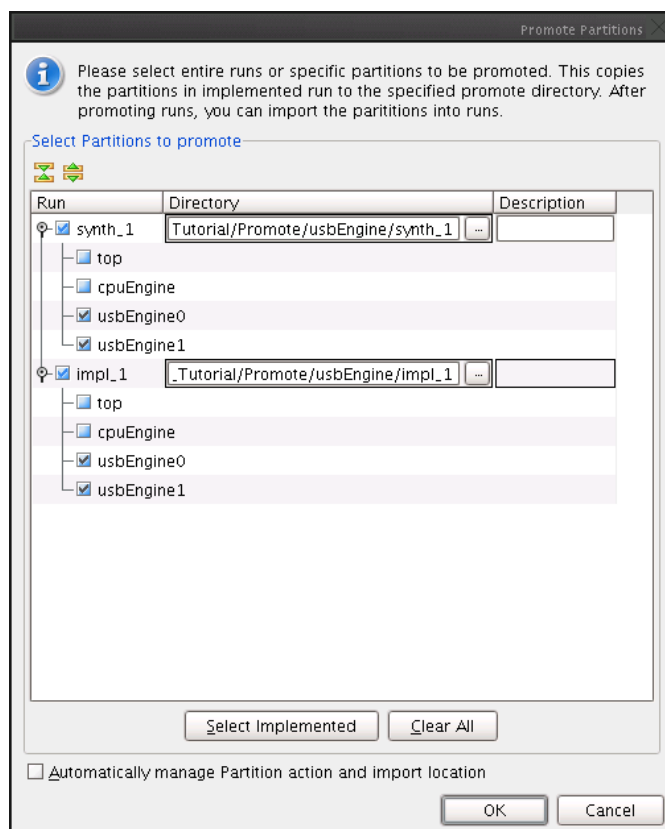 Promote Partitions
Please select entire runs or specific partitions to be promoted. This copies
the partitions in implemented run to the specified promote directory. After
promoting runs, you can import the parititions into runs.
Select Partitions to promote
Run Directory Description
synth_1 Tutorial/Promote/usbEngine/synth_1 ...
top
cpuEngine
usbEngine0
usbEngine1
impl_1 _Tutorial/Promote/usbEngine/impl_1 ...
top
cpuEngine
usbEngine0
usbEngine1
Select Implemented Clear All
Automatically manage Partition action and import location
OK Cancel